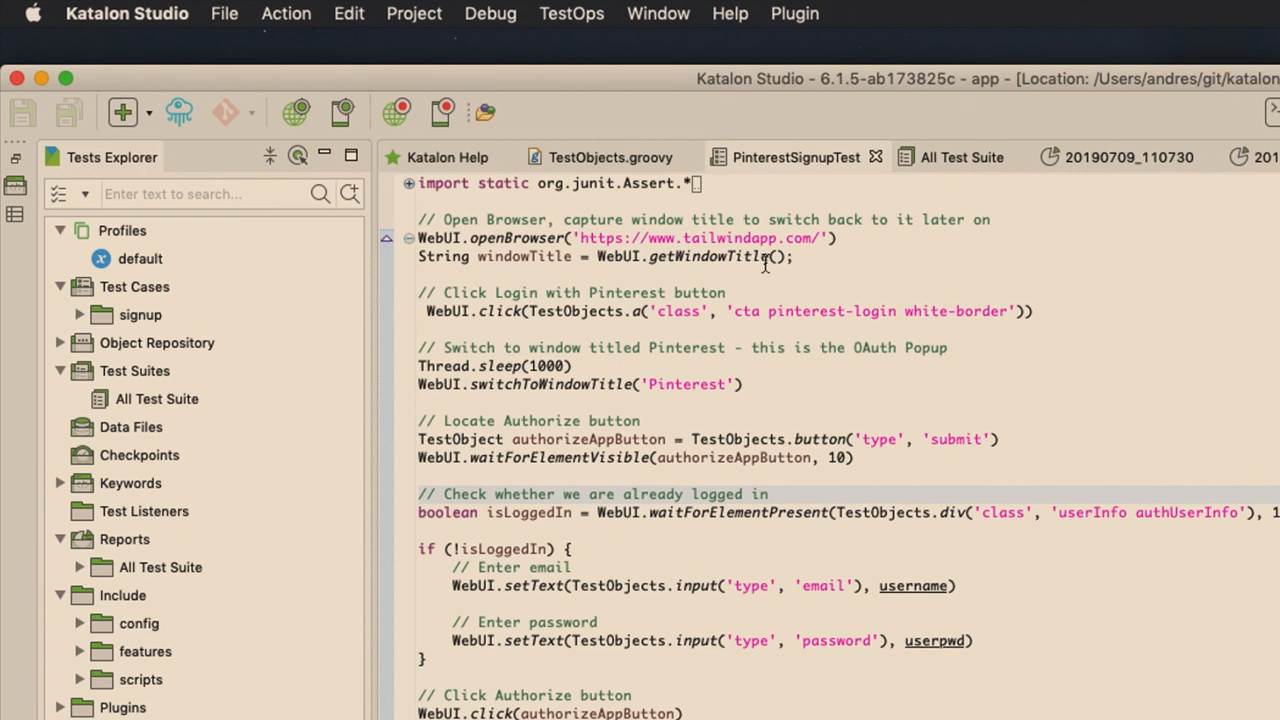 Katalon Studio File Action Edit Project Debug TestOps Window Help Plugin
Katalon Studio - 6.1.5-ab173825c - app - [Location: /Users/andres/git/katalon
Tests Explorer
Enter text to search...
Profiles
default
Test Cases
signup
Object Repository
Test Suites
All Test Suite
Data Files
Checkpoints
Keywords
Test Listeners
Reports
All Test Suite
Include
config
features
scripts
Plugins
Katalon Help TestObjects.groovy PinterestSignupTest All Test Suite 20190709_110730 201
import static org.junit.Assert.*
// Open Browser, capture window title to switch back to it later on
WebUI.openBrowser('https://www.tailwindapp.com/')
String windowTitle = WebUI.getWindowTitle();
// Click Login with Pinterest button
WebUI.click(TestObjects.a('class', 'cta pinterest-login white-border'))
// Switch to window titled Pinterest - this is the OAuth Popup
Thread.sleep(1000)
WebUI.switchToWindowTitle('Pinterest')
// Locate Authorize button
TestObject authorizeAppButton = TestObjects.button('type', 'submit')
WebUI.waitForElementVisible(authorizeAppButton, 10)
// Check whether we are already logged in
boolean isLoggedIn = WebUI.waitForElementPresent(TestObjects.div('class', 'userInfo authUserInfo'), 1
if (!isLoggedIn) {
// Enter email
WebUI.setText(TestObjects.input('type', 'email'), username)
// Enter password
WebUI.setText(TestObjects.input('type', 'password'), userpwd)
}
// Click Authorize button
WebUI.click(authorizeAppButton)